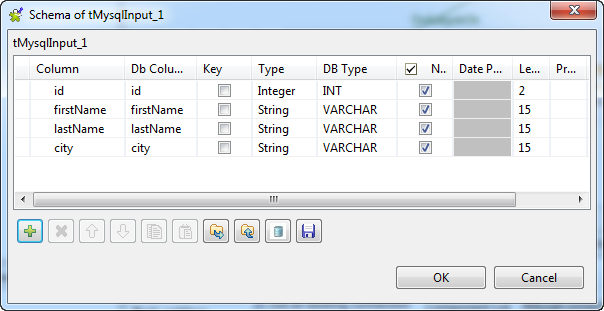 Schema of tMysqlInput_1
tMysqlInput_1
Column Db Colu... Key Type DB Type N.. Date P... Le... Pr...
id id Integer INT 2
firstName firstName String VARCHAR 15
lastName lastName String VARCHAR 15
city city String VARCHAR 15
OK Cancel